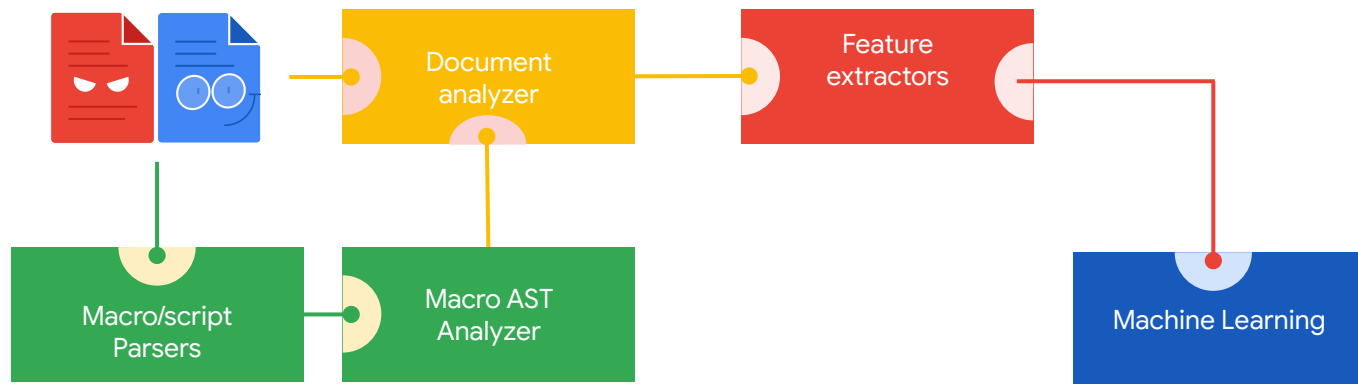 Document
analyzer
Feature
extractors
Macro/script
Parsers
Macro AST
Analyzer
Machine Learning